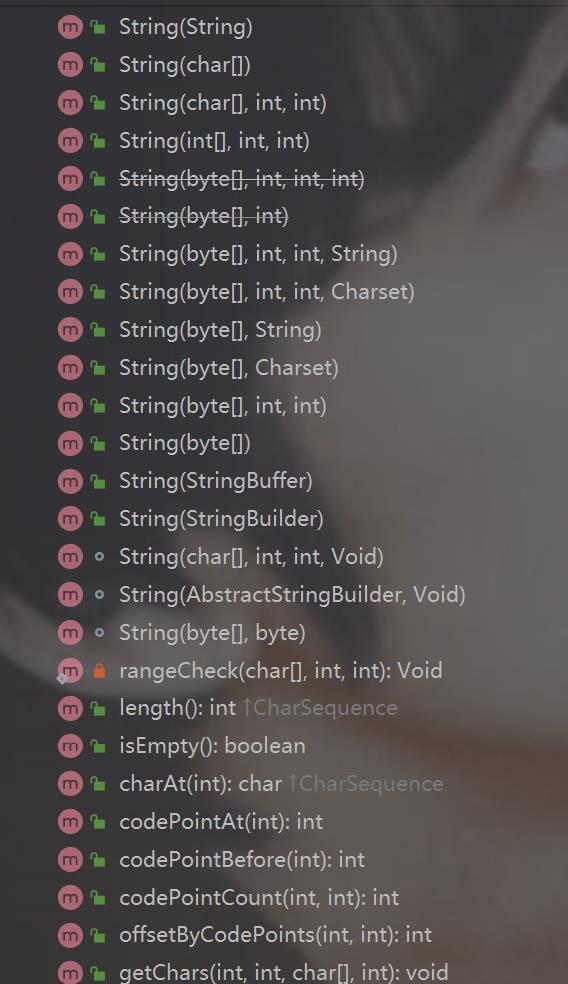 m String(String)
m String(char[])
m String(char[], int, int)
m String(int[], int, int)
m String(byte[], int, int, int)
m String(byte[], int)
m String(byte[], int, int, String)
m String(byte[], int, int, Charset)
m String(byte[], String)
m String(byte[], Charset)
m String(byte[], int, int)
m String(byte[])
m String(StringBuffer)
m String(StringBuilder)
m String(char[], int, int, Void)
m String(AbstractStringBuilder, Void)
m String(byte[], byte)
m rangeCheck(char[], int, int): Void
m length(): int ↑CharSequence
m isEmpty(): boolean
m charAt(int): char ↑CharSequence
m codePointAt(int): int
m codePointBefore(int): int
m codePointCount(int, int): int
m offsetByCodePoints(int, int): int
m getChars(int, int, char[], int): void